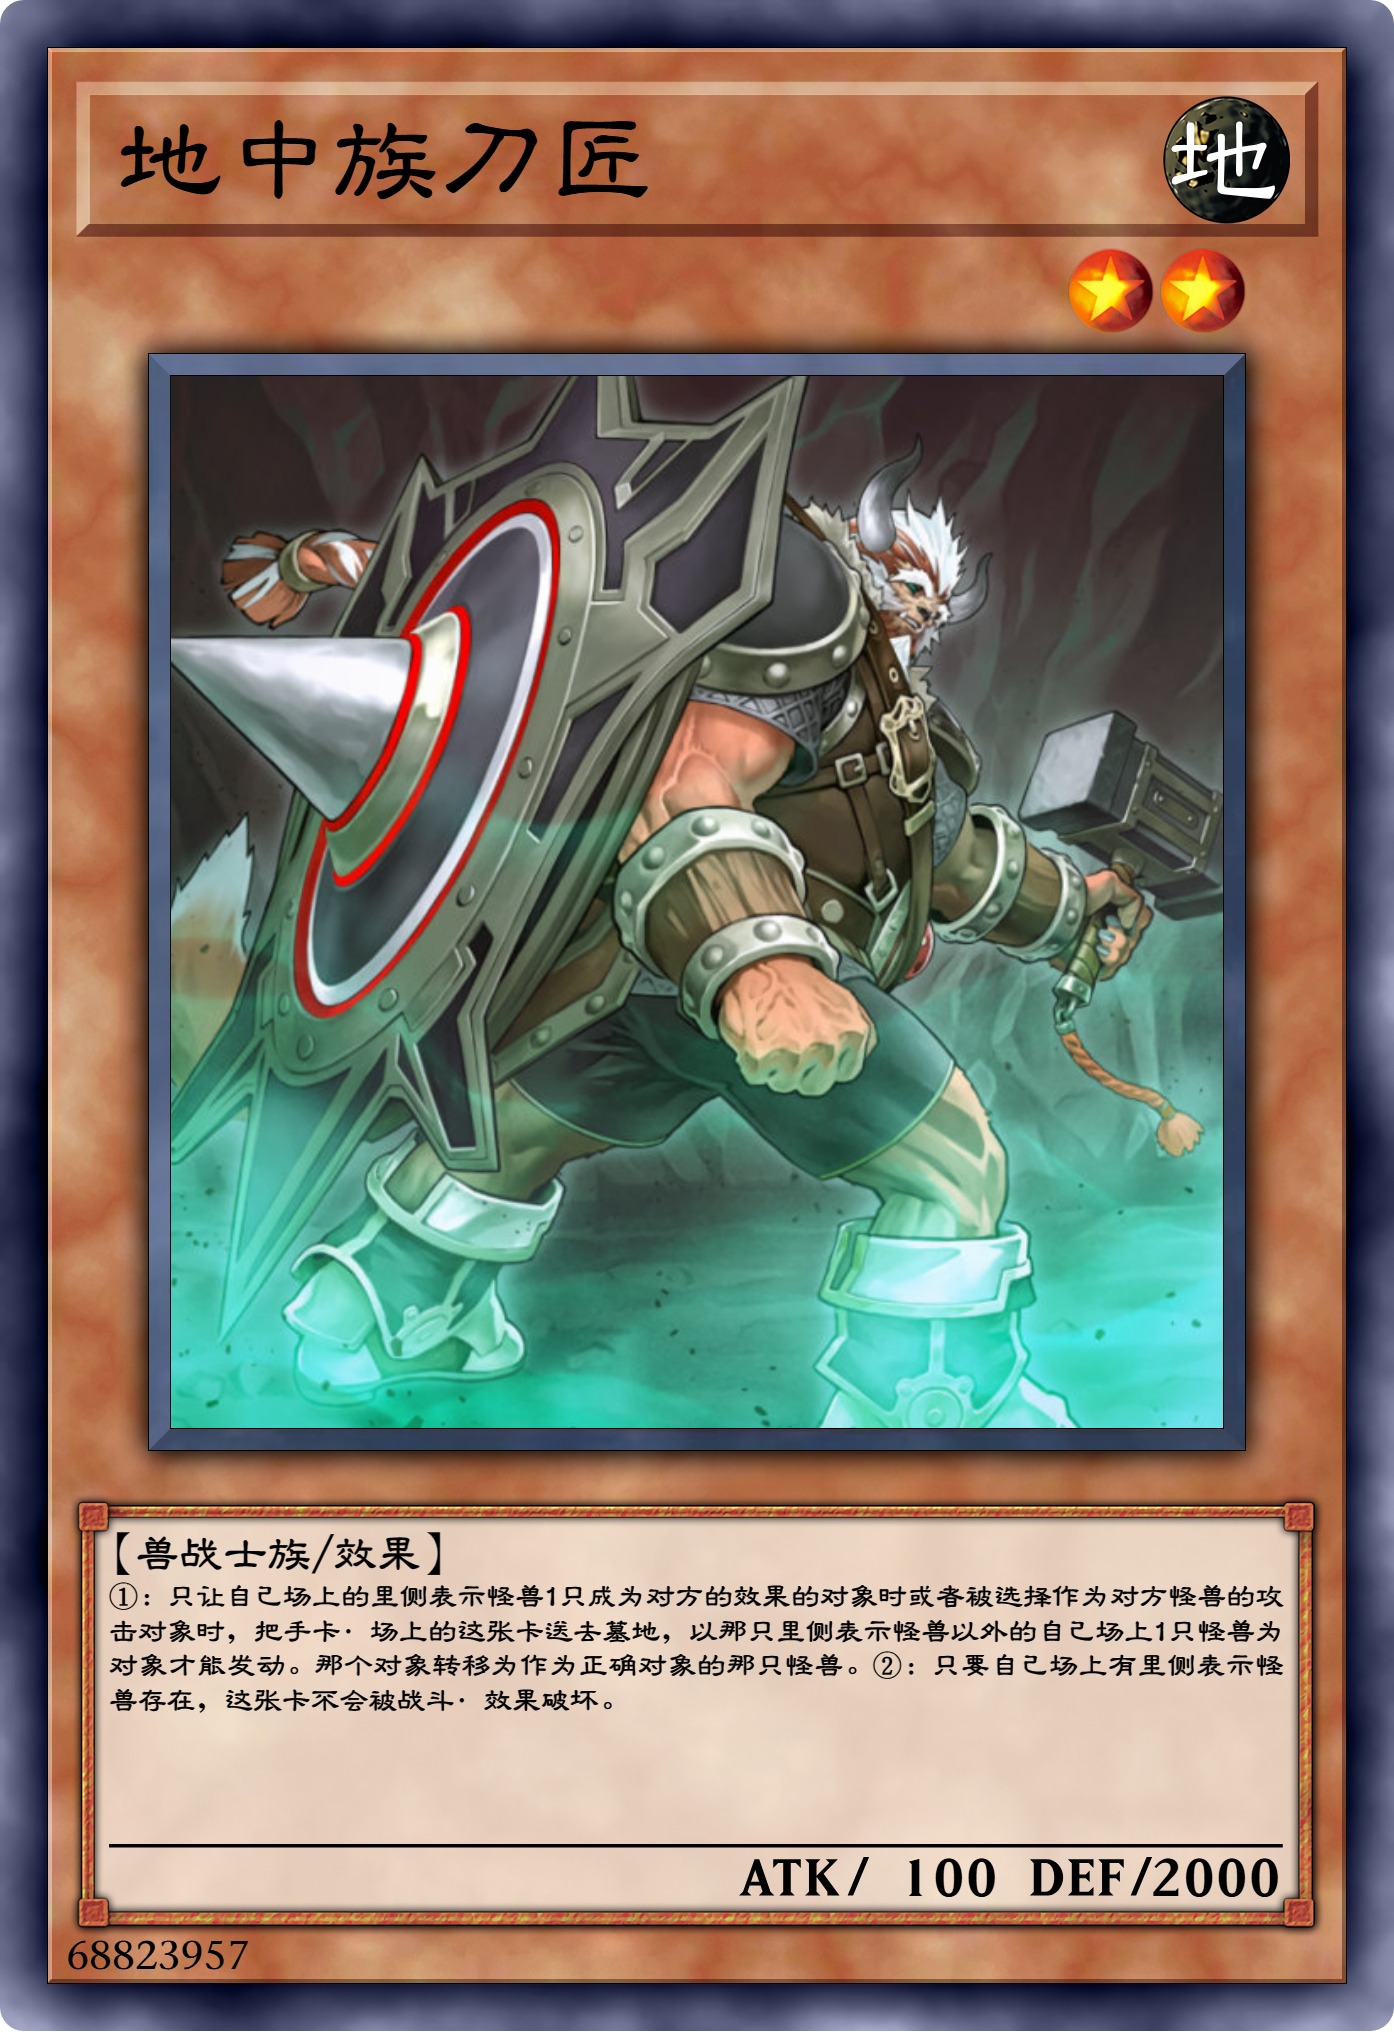 地中族刀匠
地
【兽战士族/效果】
①：只让自己场上的里侧表示怪兽1只成为对方的效果的对象时或者被选择作为对方怪兽的攻
击对象时，把手卡·场上的这张卡送去墓地，以那只里侧表示怪兽以外的自己场上1只怪兽为
对象才能发动。那个对象转移为作为正确对象的那只怪兽。②：只要自己场上有里侧表示怪
兽存在，这张卡不会被战斗·效果破坏。
ATK/ 100 DEF/2000
68823957